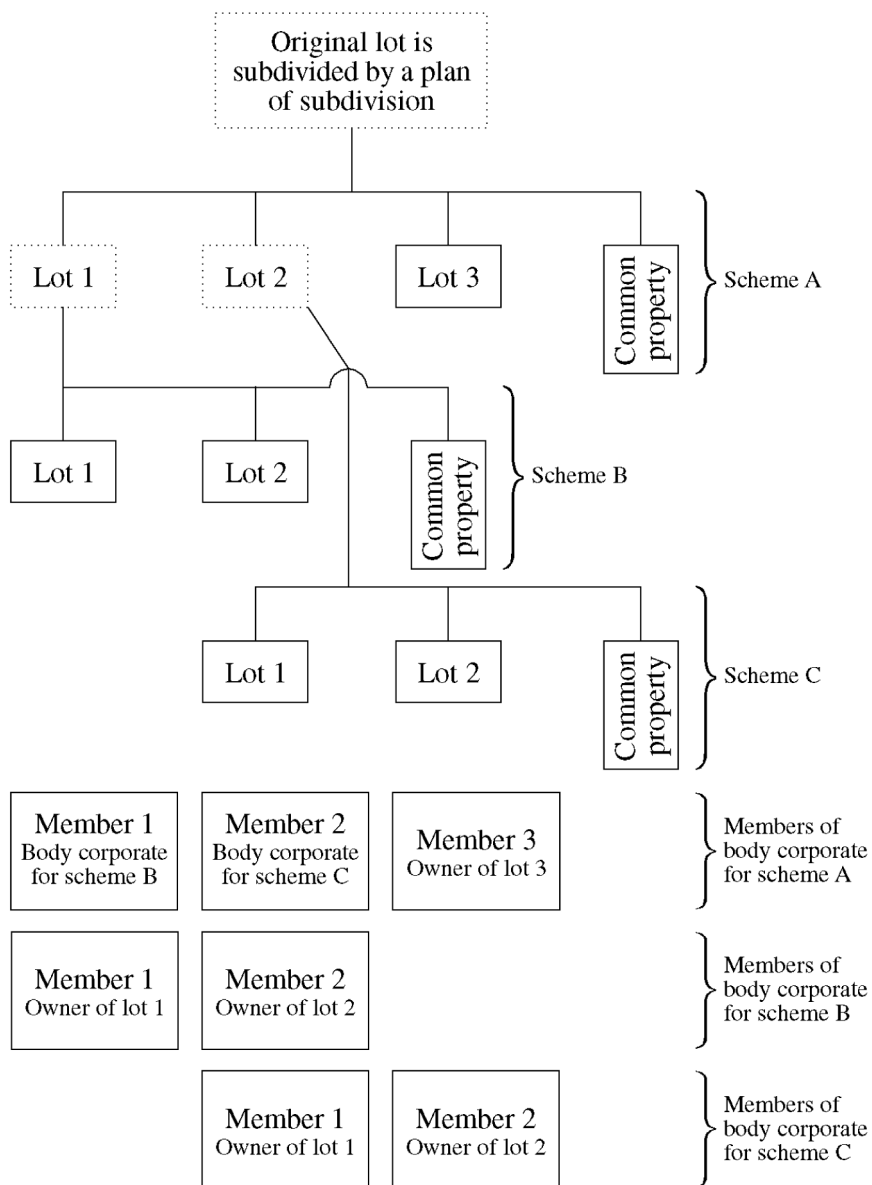 Original lot is
subdivided by a plan
of subdivision
Lot 1
Lot 2
Lot 3
Common
property
Scheme A
Lot 1
Lot 2
Common
property
Scheme B
Lot 1
Lot 2
Common
property
Scheme C
Member 1
Body corporate
for scheme B
Member 2
Body corporate
for scheme C
Member 3
Owner of lot 3
Members of
body corporate
for scheme A
Member 1
Owner of lot 1
Member 2
Owner of lot 2
Members of
body corporate
for scheme B
Member 1
Owner of lot 1
Member 2
Owner of lot 2
Members of
body corporate
for scheme C